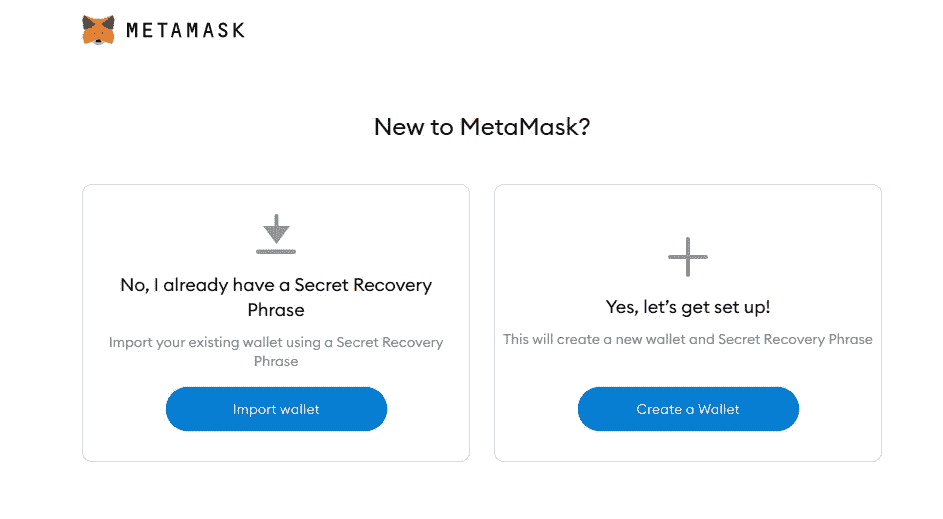 METAMASK
New to MetaMask?
No, I already have a Secret Recovery
Phrase
Import your existing wallet using a Secret Recovery
Phrase
Import wallet
Yes, let’s get set up!
This will create a new wallet and Secret Recovery Phrase
Create a Wallet